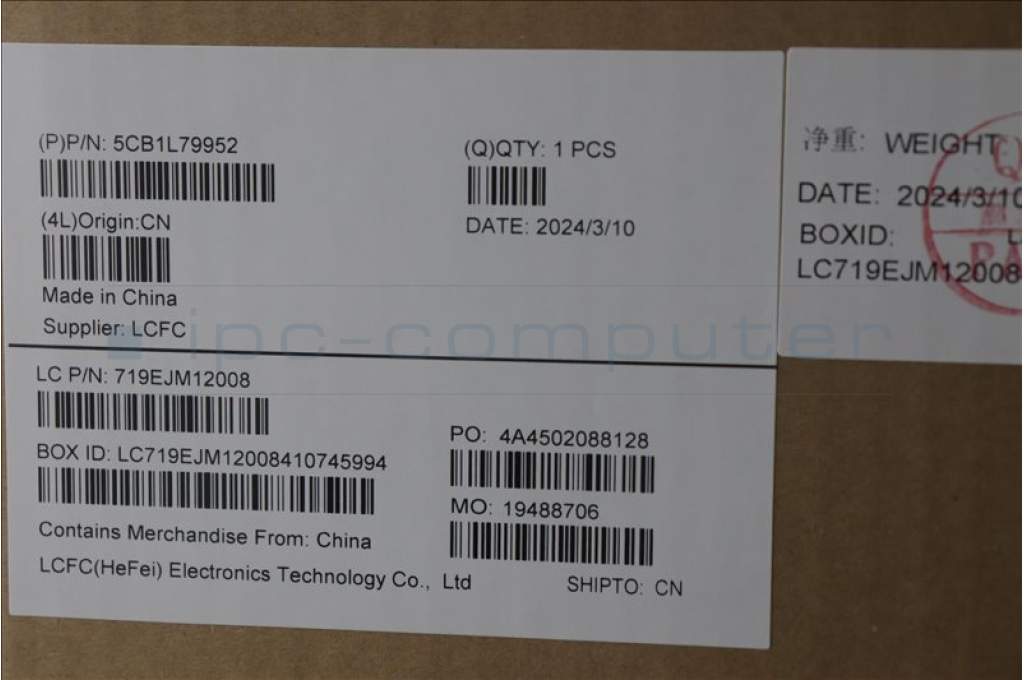 (P)P/N: 5CB1L79952
(4L)Origin:CN
Made in China
Supplier: LCFC
(Q)QTY: 1 PCS
DATE: 2024/3/10
LC P/N: 719EJM12008
BOX ID: LC719EJM12008410745994
Contains Merchandise From: China
LCFC(HeFei) Electronics Technology Co., Ltd
PO: 4A4502088128
MO: 19488706
SHIPTO: CN
净重: WEIGHT
DATE: 2024/3/10
BOXID:
LC719EJM12008
ipc-computer